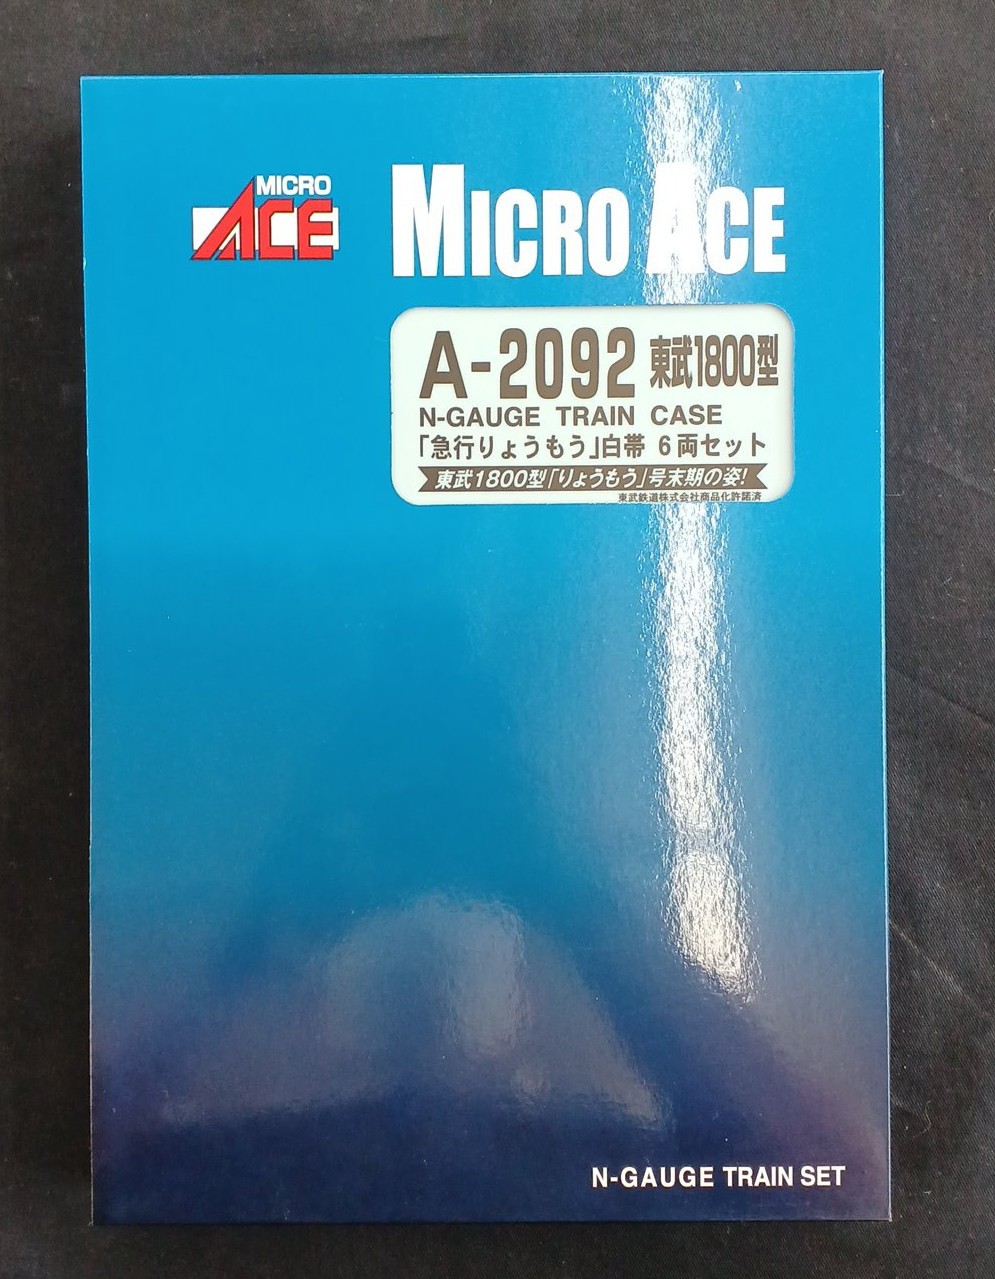 MICRO
ACE
MICRO ACE
A-2092 東武1800型
N-GAUGE TRAIN CASE
「急行りょうもう」白帯 6両セット
東武1800型「りょうもう」号末期の姿!
東武鉄道株式会社商品化許諾済
N-GAUGE TRAIN SET